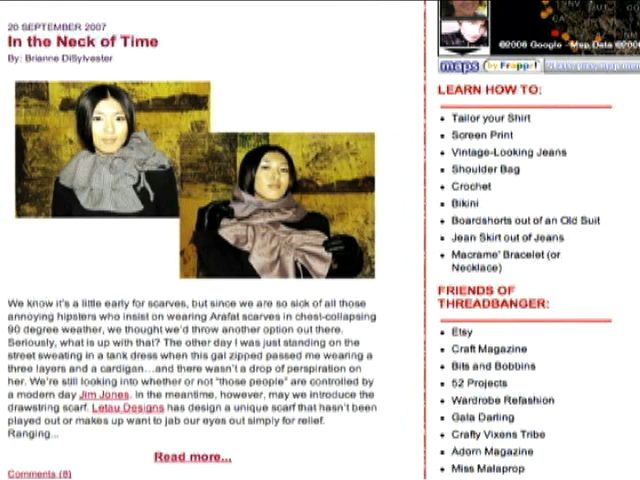 20 SEPTEMBER 2007
In the Neck of Time
By: Brianne DiSylvester
We know it's a little early for scarves, but since we are so sick of all those
annoying hipsters who insist on wearing Arafat scarves in chest-collapsing
90 degree weather, we thought we'd throw another option out there.
Seriously, what is up with that? The other day I was just standing on the
street sweating in a tank dress when this gal zipped passed me wearing a
three layers and a cardigan...and there wasn't a drop of perspiration on
her. We're still looking into whether or not "those people" are controlled by
a modern day Jim Jones. In the meantime, however, may we introduce the
drawstring scarf. Letau Designs has design a unique scarf that hasn't been
played out or makes up want to jab our eyes out simply for relief.
Ranging...
Read more...
Comments (8)
©2006 Google - Map Data ©2006
maps by Frappr!
LEARN HOW TO:
Tailor your Shirt
Screen Print
Vintage-Looking Jeans
Shoulder Bag
Crochet
Bikini
Boardshorts out of an Old Suit
Jean Skirt out of Jeans
Macrame' Bracelet (or
Necklace)
FRIENDS OF
THREADBANGER:
Etsy
Craft Magazine
Bits and Bobbins
52 Projects
Wardrobe Refashion
Gala Darling
Crafty Vixens Tribe
Adorn Magazine
Miss Malaprop